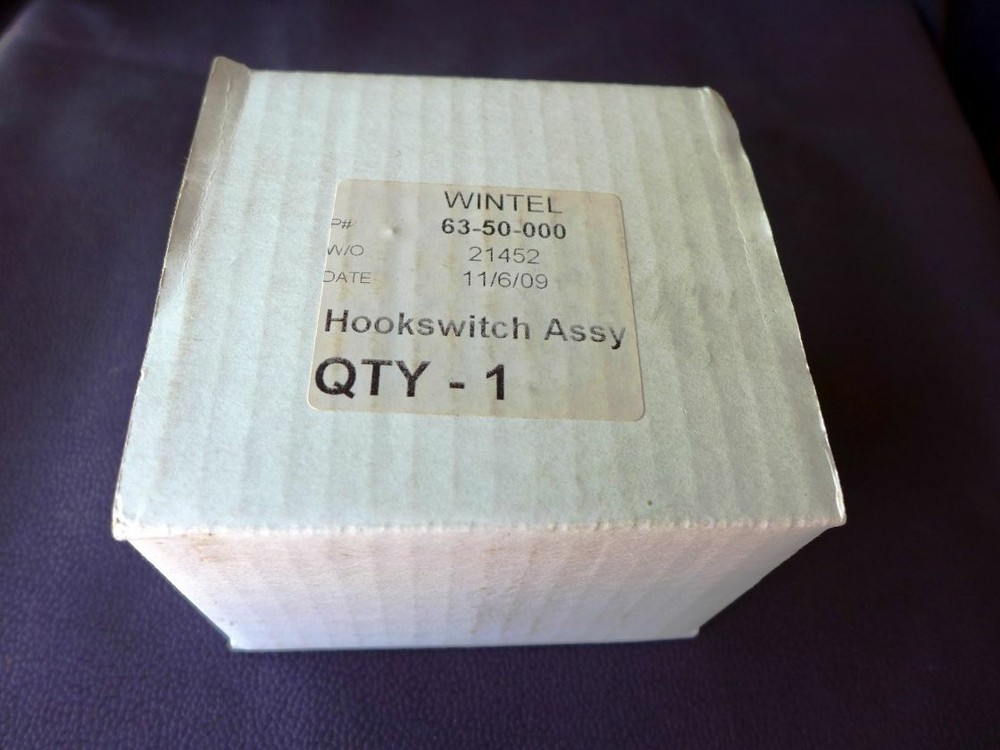 WINTEL
P# 63-50-000
W/O 21452
DATE 11/6/09
Hookswitch Assy
QTY - 1